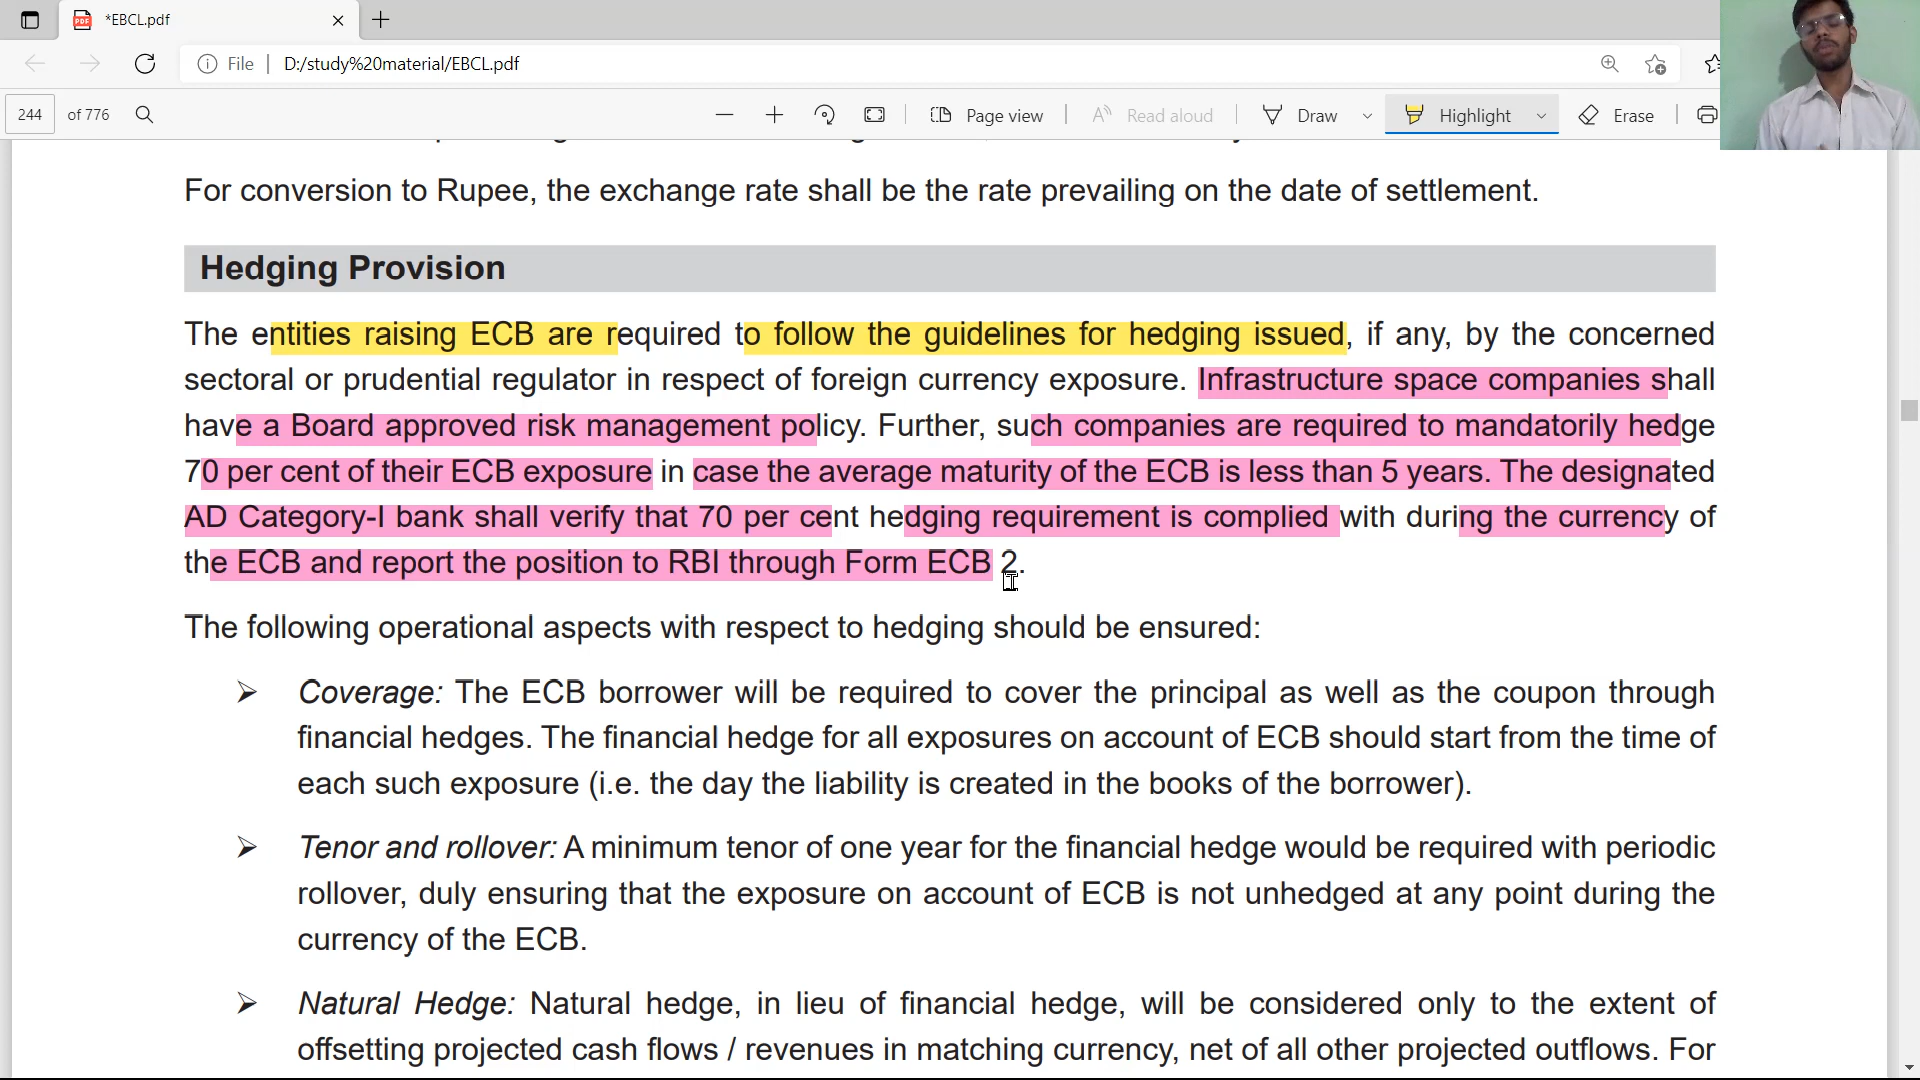 *EBCL.pdf
File
D:/study%20material/EBCL.pdf
244 of 776
Page view
Read aloud
Draw
Highlight
Erase
For conversion to Rupee, the exchange rate shall be the rate prevailing on the date of settlement.
Hedging Provision
The entities raising ECB are required to follow the guidelines for hedging issued, if any, by the concerned
sectoral or prudential regulator in respect of foreign currency exposure. Infrastructure space companies shall
have a Board approved risk management policy. Further, such companies are required to mandatorily hedge
70 per cent of their ECB exposure in case the average maturity of the ECB is less than 5 years. The designated
AD Category-I bank shall verify that 70 per cent hedging requirement is complied with during the currency of
the ECB and report the position to RBI through Form ECB 2.
The following operational aspects with respect to hedging should be ensured:
➢ Coverage: The ECB borrower will be required to cover the principal as well as the coupon through
financial hedges. The financial hedge for all exposures on account of ECB should start from the time of
each such exposure (i.e. the day the liability is created in the books of the borrower).
➢ Tenor and rollover: A minimum tenor of one year for the financial hedge would be required with periodic
rollover, duly ensuring that the exposure on account of ECB is not unhedged at any point during the
currency of the ECB.
➢ Natural Hedge: Natural hedge, in lieu of financial hedge, will be considered only to the extent of
offsetting projected cash flows / revenues in matching currency, net of all other projected outflows. For